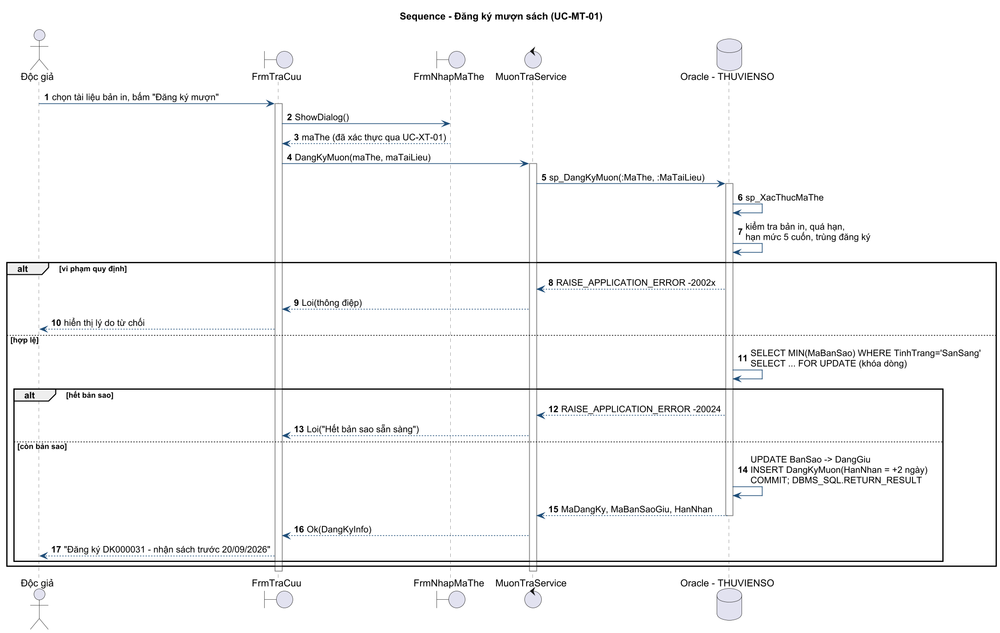 Sequence - Đăng ký mượn sách (UC-MT-01)
Độc giả
FrmTraCuu
FrmNhapMaThe
MuonTraService
Oracle - THUVIENSO
1 chọn tài liệu bản in, bấm "Đăng ký mượn"
2 ShowDialog()
3 maThe (đã xác thực qua UC-XT-01)
4 DangKyMuon(maThe, maTaiLieu)
5 sp_DangKyMuon(:MaThe, :MaTaiLieu)
6 sp_XacThucMaThe
7 kiểm tra bản in, quá hạn,
hạn mức 5 cuốn, trùng đăng ký
alt [vi phạm quy định]
8 RAISE_APPLICATION_ERROR -2002x
9 Loi(thông điệp)
10 hiển thị lý do từ chối
[hợp lệ]
11 SELECT MIN(MaBanSao) WHERE TinhTrang='SanSang'
SELECT ... FOR UPDATE (khóa dòng)
alt [hết bản sao]
12 RAISE_APPLICATION_ERROR -20024
13 Loi("Hết bản sao sẵn sàng")
[còn bản sao]
UPDATE BanSao -> DangGiu
14 INSERT DangKyMuon(HanNhan = +2 ngày)
COMMIT; DBMS_SQL.RETURN_RESULT
15 MaDangKy, MaBanSaoGiu, HanNhan
16 Ok(DangKyInfo)
17 "Đăng ký DK000031 - nhận sách trước 20/09/2026"
Độc giả
FrmTraCuu
FrmNhapMaThe
MuonTraService
Oracle - THUVIENSO